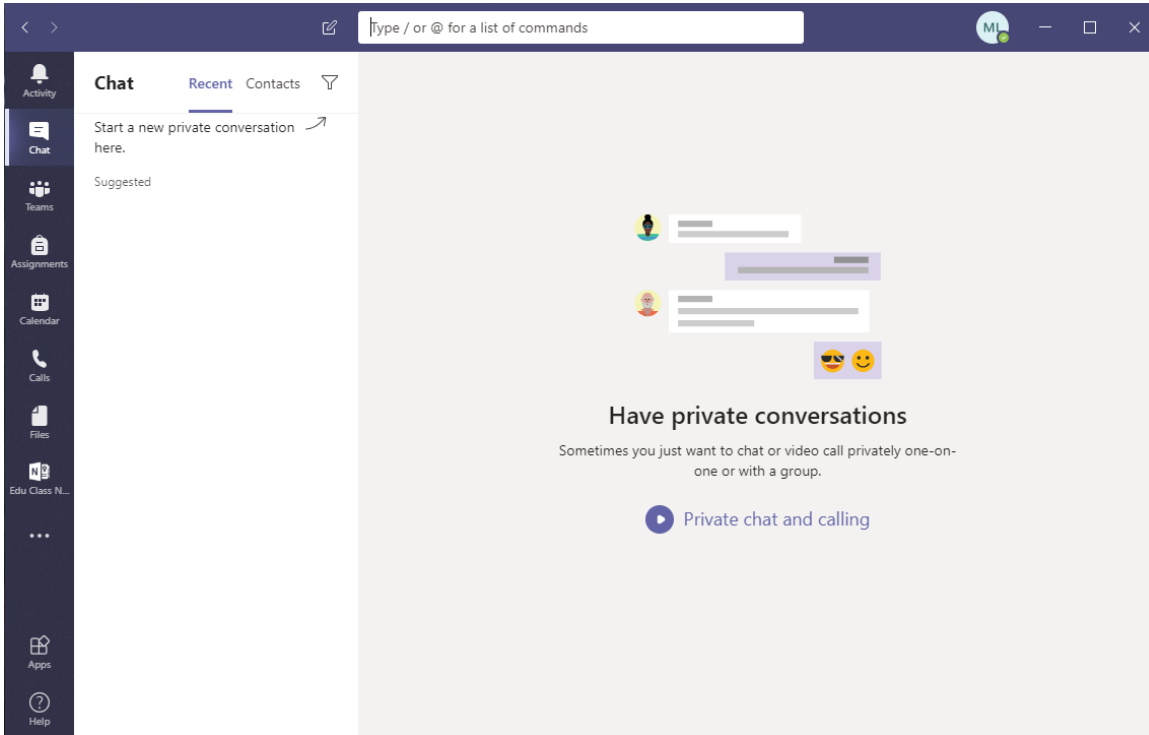 Type / or @ for a list of commands
ML
Activity
Chat
Teams
Assignments
Calendar
Calls
Files
Edu Class N...
Apps
Help
Chat
Recent
Contacts
Start a new private conversation
here.
Suggested
Have private conversations
Sometimes you just want to chat or video call privately one-on-
one or with a group.
Private chat and calling